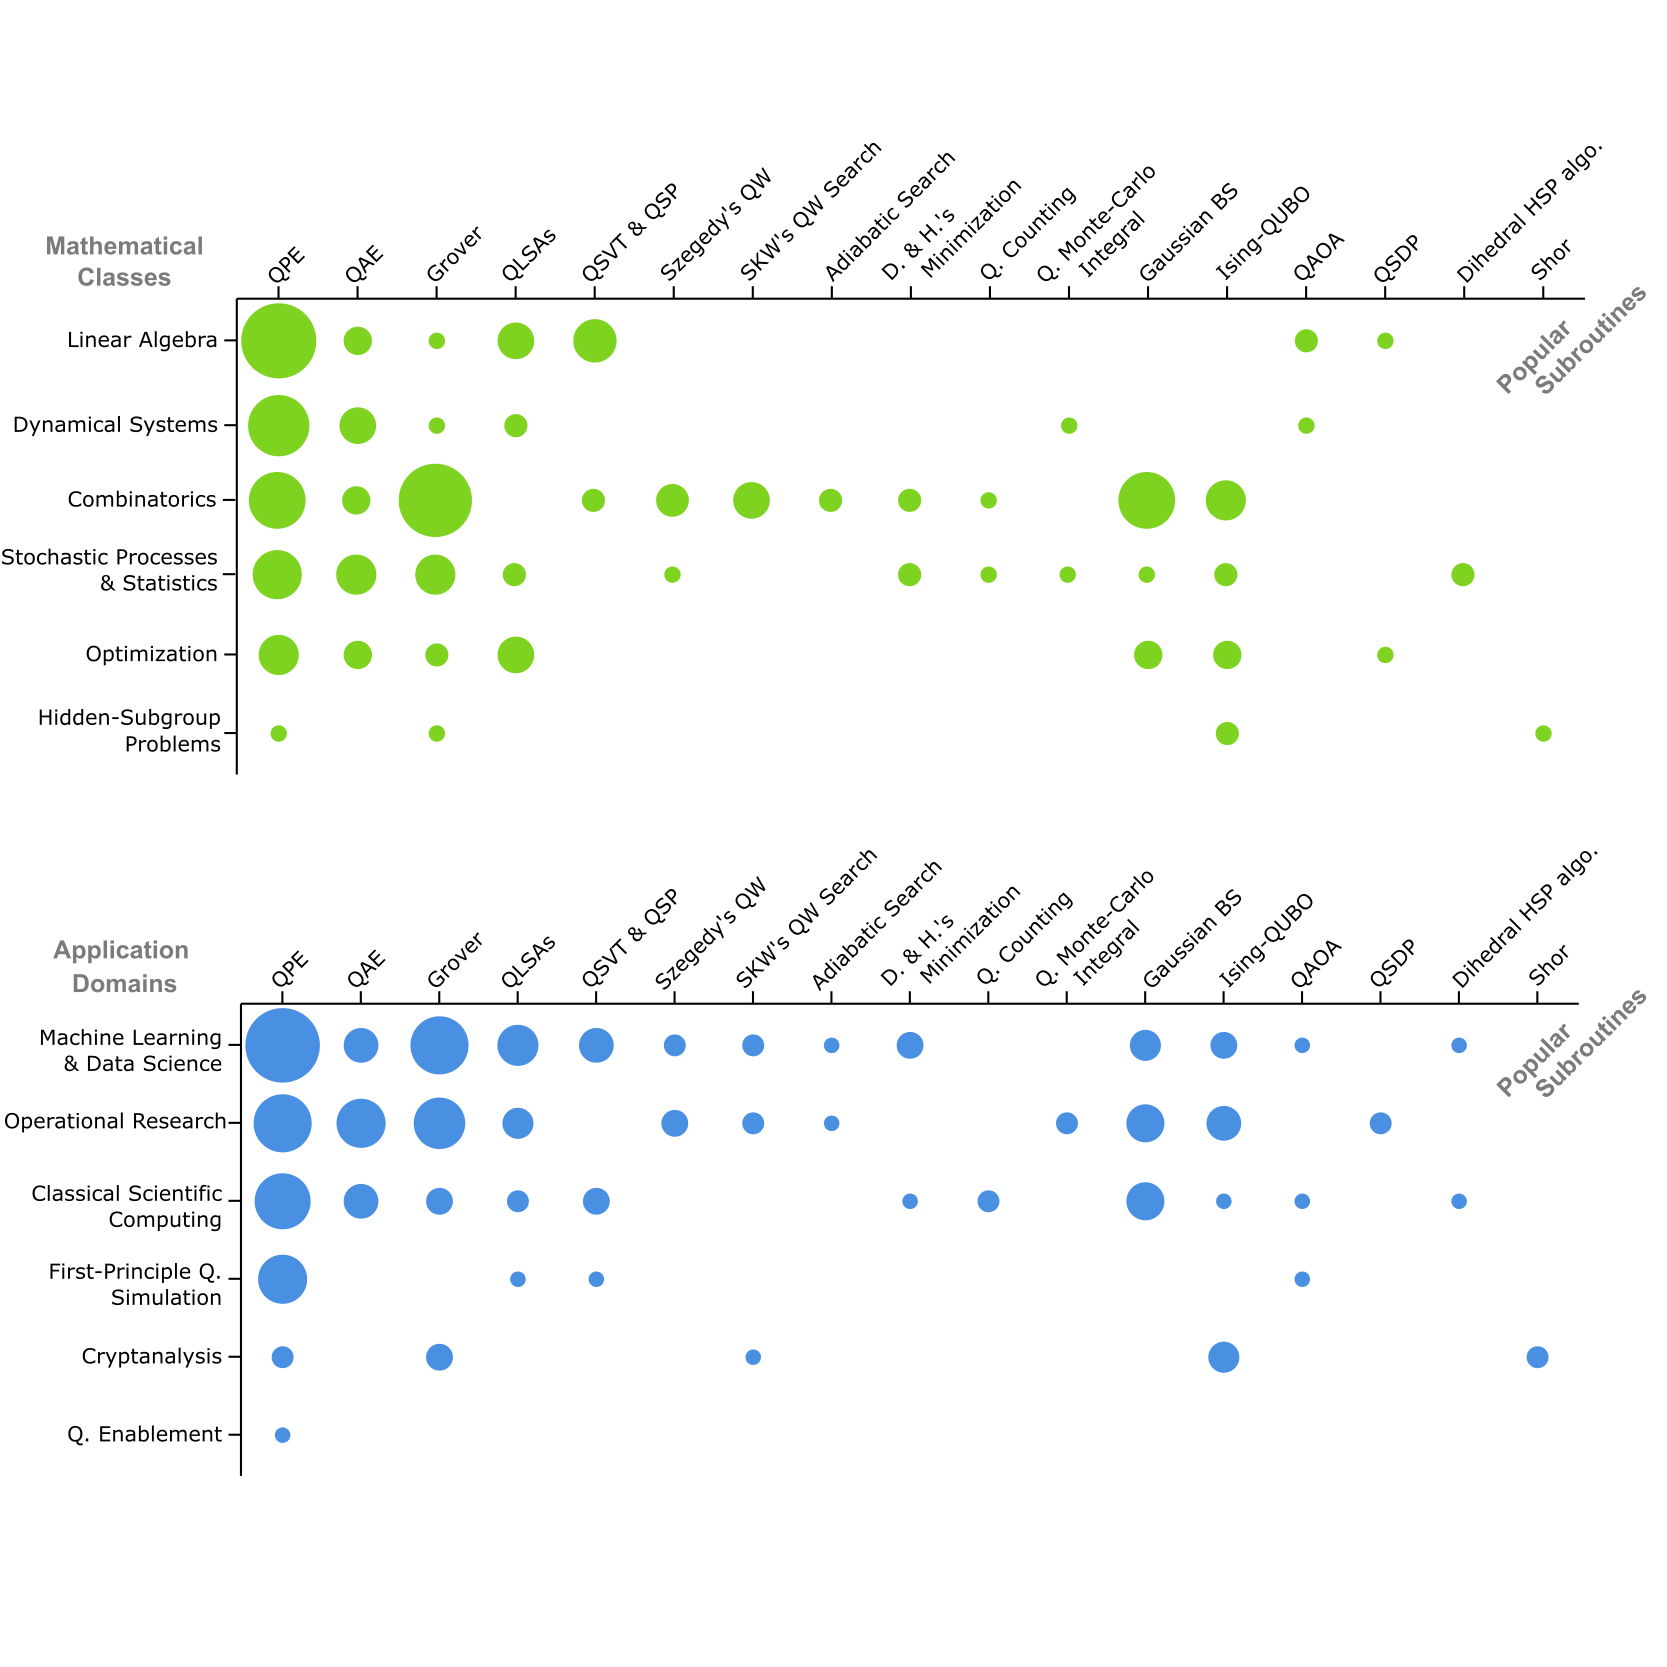 Mathematical
Classes
QPE
QAE
Grover
QLSAs
QSVT & QSP
Szegedy's QW
SKW's QW Search
Adiabatic Search
D. & H.'s
Minimization
Q. Counting
Q. Monte-Carlo
Integral
Gaussian BS
Ising-QUBO
QAOA
QSDP
Dihedral HSP algo.
Shor
Popular
Subroutines
Linear Algebra
Dynamical Systems
Combinatorics
Stochastic Processes
& Statistics
Optimization
Hidden-Subgroup
Problems
Application
Domains
QPE
QAE
Grover
QLSAs
QSVT & QSP
Szegedy's QW
SKW's QW Search
Adiabatic Search
D. & H.'s
Minimization
Q. Counting
Q. Monte-Carlo
Integral
Gaussian BS
Ising-QUBO
QAOA
QSDP
Dihedral HSP algo.
Shor
Popular
Subroutines
Machine Learning
& Data Science
Operational Research
Classical Scientific
Computing
First-Principle Q.
Simulation
Cryptanalysis
Q. Enablement